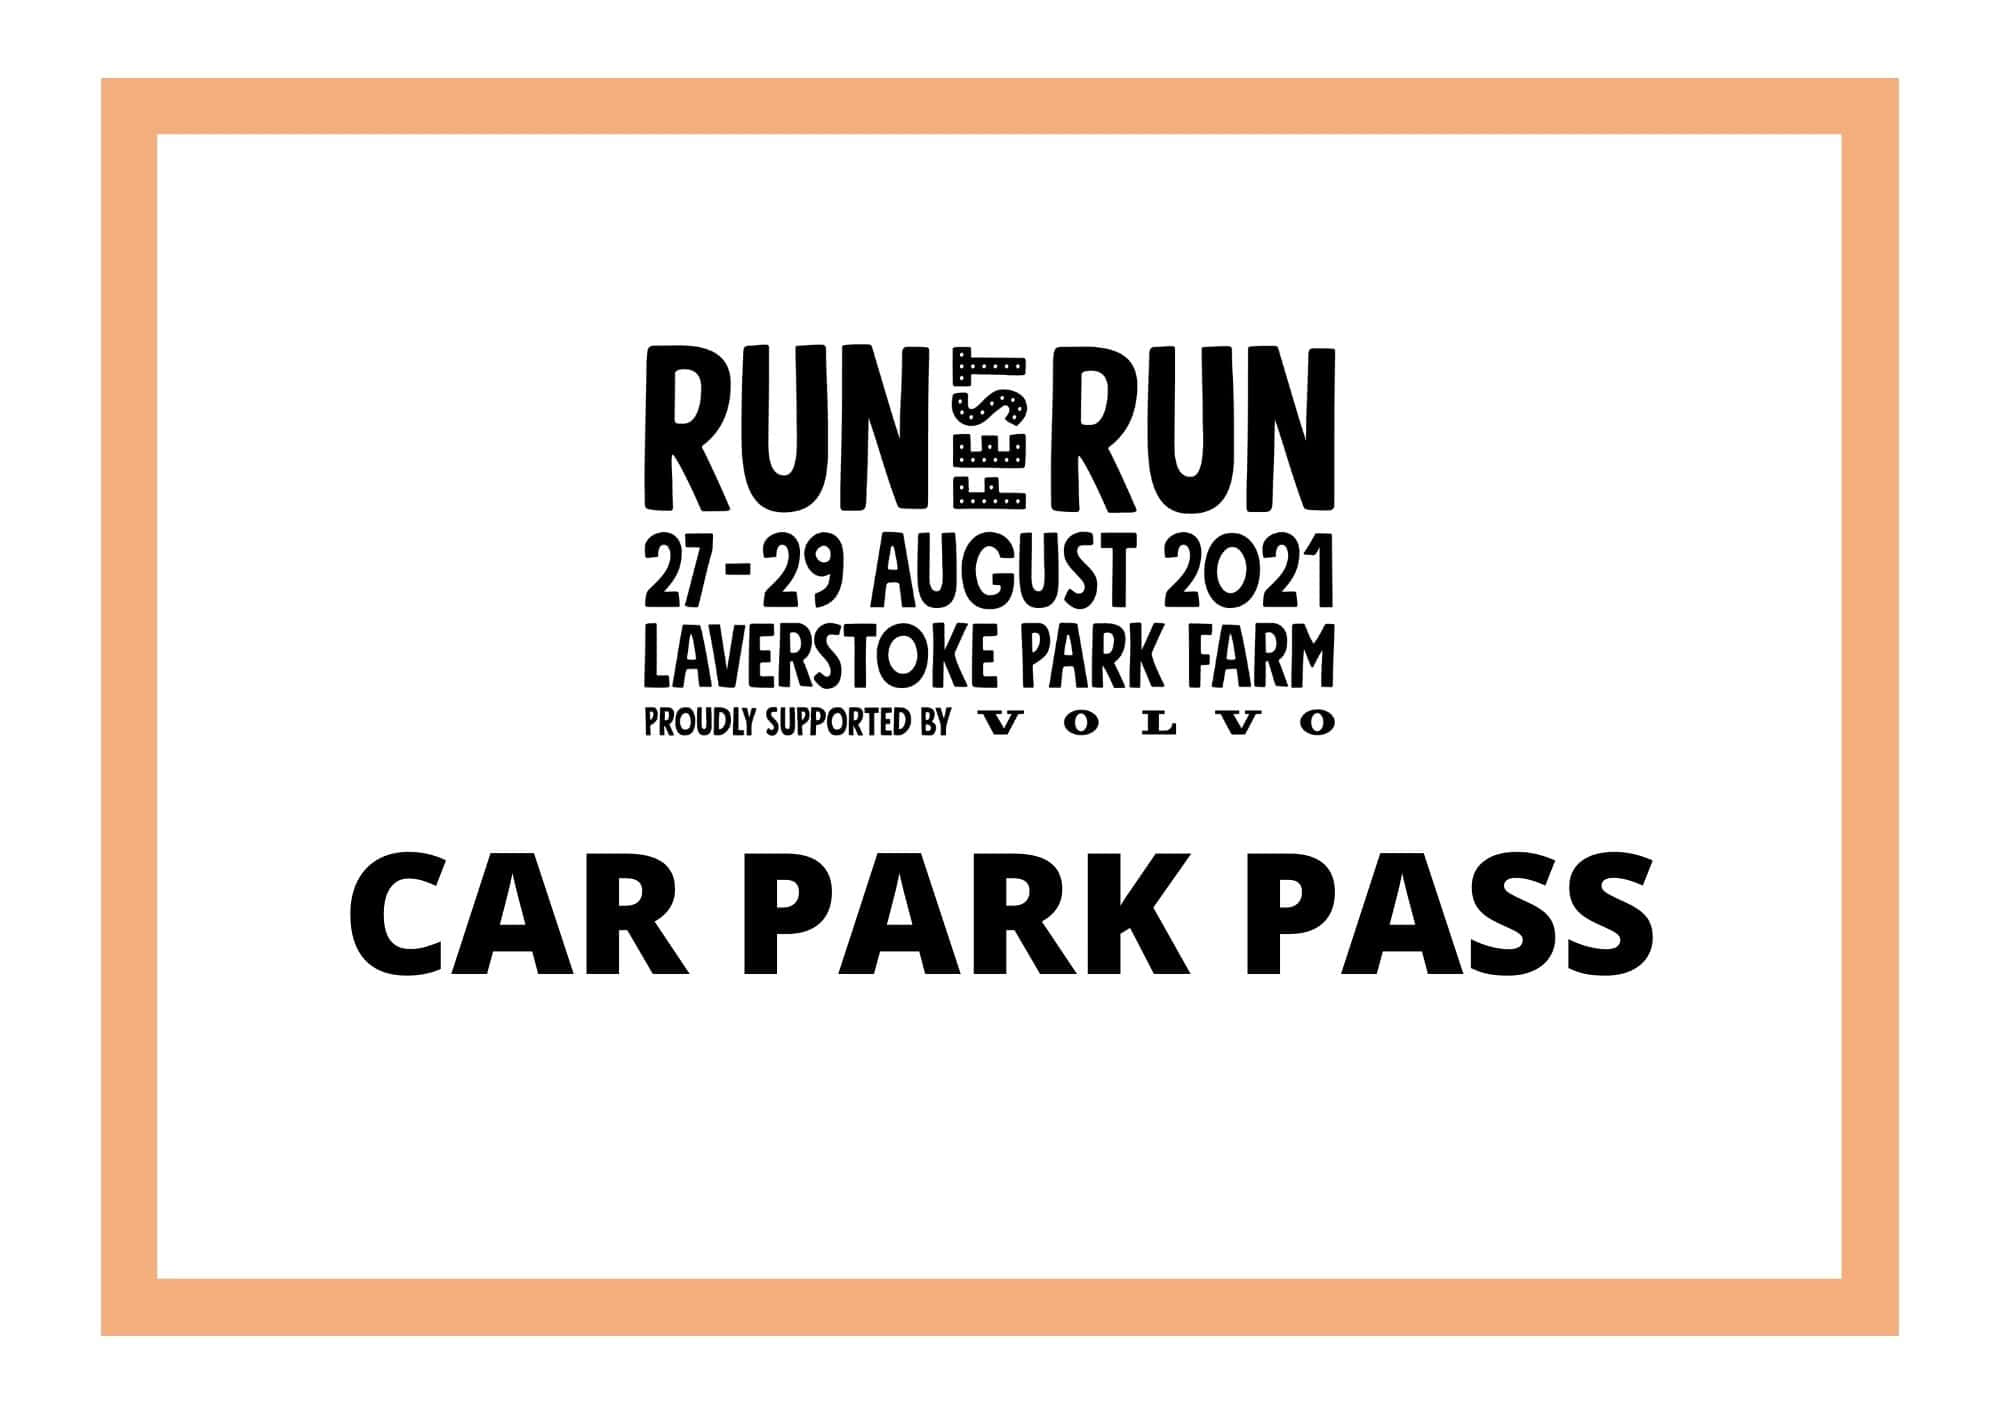 RUN FEST RUN
27-29 AUGUST 2021
LAVERSTOKE PARK FARM
PROUDLY SUPPORTED BY VOLVO
CAR PARK PASS